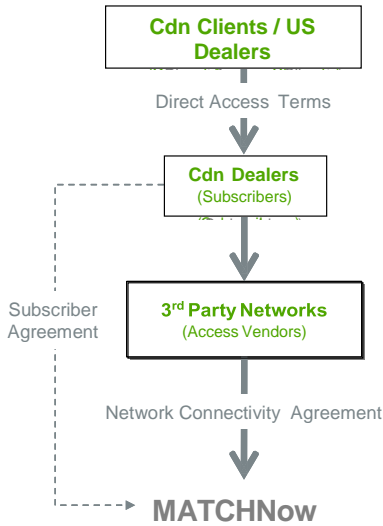 Cdn Clients / US
Dealers
Direct Access Terms
Cdn Dealers
(Subscribers)
Subscriber
Agreement
3rd Party Networks
(Access Vendors)
Network Connectivity Agreement
MATCHNow